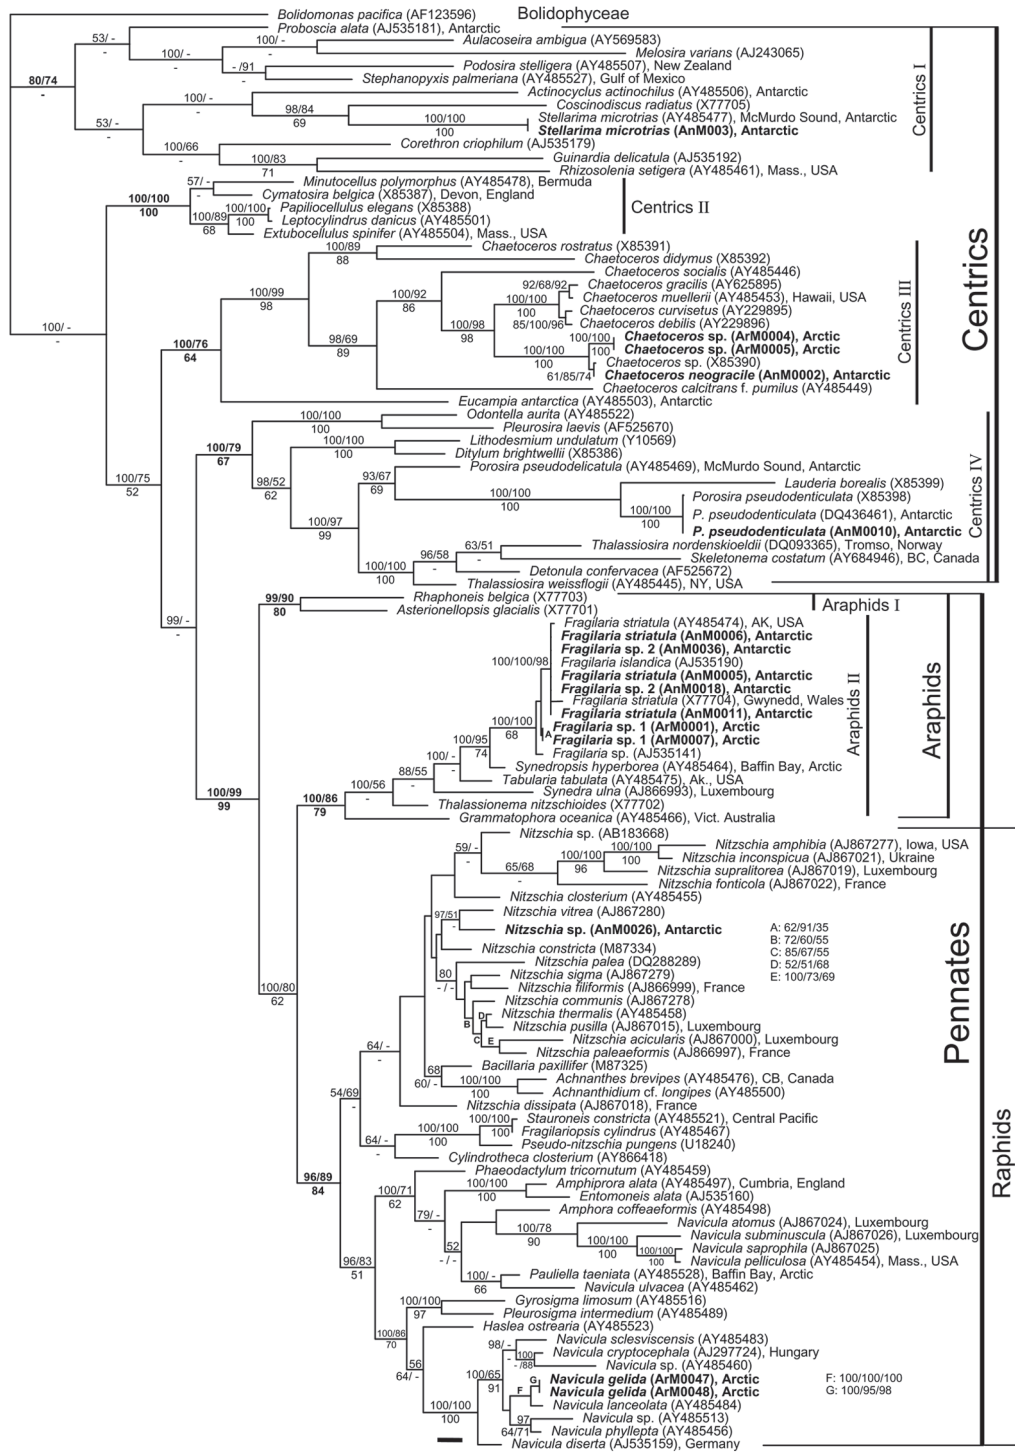 Bolidomonas pacifica (AF123596)
Bolidophyceae
Proboscia alata (AJ535181), Antarctic
53/ -
-
Aulacoseira ambigua (AY569583)
100/ -
-
Melosira varians (AJ243065)
100/ -
-
Podosira stelligera (AY485507), New Zealand
- /91
-
Stephanopyxis palmeriana (AY485527), Gulf of Mexico
80/74
-
Actinocyclus actinochilus (AY485506), Antarctic
100/ -
-
Coscinodiscus radiatus (X77705)
98/84
69
Stellarima microtrias (AY485477), McMurdo Sound, Antarctic
100/100
100
Stellarima microtrias (AnM003), Antarctic
53/ -
-
Corethron criophilum (AJ535179)
100/66
-
Guinardia delicatula (AJ535192)
100/83
71
Rhizosolenia setigera (AY485461), Mass., USA
Centrics I
Minutocellus polymorphus (AY485478), Bermuda
57/ -
-
Cymatosira belgica (X85387), Devon, England
100/100
100
Papiliocellulus elegans (X85388)
100/100
100
Leptocylindrus danicus (AY485501)
100/89
68
Extubocellulus spinifer (AY485504), Mass., USA
Centrics II
Chaetoceros rostratus (X85391)
100/89
88
Chaetoceros didymus (X85392)
Chaetoceros socialis (AY485446)
92/68/92
Chaetoceros gracilis (AY625895)
100/99
98
100/92
86
Chaetoceros muellerii (AY485453), Hawaii, USA
100/100
100
Chaetoceros curvisetus (AY229895)
85/100/96
Chaetoceros debilis (AY229896)
100/98
98
100/100
100
Chaetoceros sp. (ArM0004), Arctic
Chaetoceros sp. (ArM0005), Arctic
98/69
89
100/100
100
Chaetoceros sp. (X85390)
61/85/74
Chaetoceros neogracile (AnM0002), Antarctic
Chaetoceros calcitrans f. pumilus (AY485449)
100/ -
-
100/76
64
Eucampia antarctica (AY485503), Antarctic
Centrics III
Centrics
Odontella aurita (AY485522)
100/100
100
Pleurosira laevis (AF525670)
Lithodesmium undulatum (Y10569)
100/100
100
100/79
67
Ditylum brightwellii (X85386)
Porosira pseudodelicatula (AY485469), McMurdo Sound, Antarctic
93/67
69
98/52
62
Lauderia borealis (X85399)
100/100
100
Porosira pseudodenticulata (X85398)
100/75
52
P. pseudodenticulata (DQ436461), Antarctic
100/100
100
P. pseudodenticulata (AnM0010), Antarctic
100/97
99
Thalassiosira nordenskioeldii (DQ093365), Tromso, Norway
63/51
-
96/58
-
Skeletonema costatum (AY684946), BC, Canada
100/100
100
Detonula confervacea (AF525672)
Thalassiosira weissflogii (AY485445), NY, USA
Centrics IV
Rhaphoneis belgica (X77703)
99/90
80
Asterionellopsis glacialis (X77701)
Araphids I
99/ -
-
Fragilaria striatula (AY485474), AK, USA
Fragilaria striatula (AnM0006), Antarctic
Fragilaria sp. 2 (AnM0036), Antarctic
100/100/98
Fragilaria islandica (AJ535190)
Fragilaria striatula (AnM0005), Antarctic
Fragilaria sp. 2 (AnM0018), Antarctic
Fragilaria striatula (X77704), Gwynedd, Wales
Fragilaria striatula (AnM0011), Antarctic
100/100
68
A
Fragilaria sp. 1 (ArM0001), Arctic
Fragilaria sp. 1 (ArM0007), Arctic
100/95
74
Fragilaria sp. (AJ535141)
100/ -
-
Synedropsis hyperborea (AY485464), Baffin Bay, Arctic
88/55
-
Tabularia tabulata (AY485475), Ak., USA
100/56
-
Synedra ulna (AJ866993), Luxembourg
100/99
99
100/86
79
Thalassionema nitzschioides (X77702)
Grammatophora oceanica (AY485466), Vict. Australia
Araphids II
Araphids
Nitzschia sp. (AB183668)
59/ -
-
Nitzschia amphibia (AJ867277), Iowa, USA
100/100
100
100/100
96
Nitzschia inconspicua (AJ867021), Ukraine
65/68
-
Nitzschia supralitorea (AJ867019), Luxembourg
Nitzschia fonticola (AJ867022), France
Nitzschia closterium (AY485455)
Nitzschia vitrea (AJ867280)
97/51
-
Nitzschia sp. (AnM0026), Antarctic
A: 62/91/35
B: 72/60/55
C: 85/67/55
D: 52/51/68
E: 100/73/69
Nitzschia constricta (M87334)
Nitzschia palea (DQ288289)
80
- / -
Nitzschia sigma (AJ867279)
100/80
62
Nitzschia filiformis (AJ866999), France
Nitzschia communis (AJ867278)
D
Nitzschia thermalis (AY485458)
B
Nitzschia pusilla (AJ867015), Luxembourg
C
E
Nitzschia acicularis (AJ867000), Luxembourg
64/ -
-
Nitzschia paleaeformis (AJ866997), France
68
60/ -
Bacillaria paxillifer (M87325)
100/100
100
Achnanthes brevipes (AY485476), CB, Canada
Achnanthidium cf. longipes (AY485500)
54/69
-
Nitzschia dissipata (AJ867018), France
100/100
100
Stauroneis constricta (AY485521), Central Pacific
100/100
100
Fragilariopsis cylindrus (AY485467)
64/ -
-
Pseudo-nitzschia pungens (U18240)
Cylindrotheca closterium (AY866418)
Pennates
96/89
84
Phaeodactylum tricornutum (AY485459)
100/71
62
100/100
100
Amphiprora alata (AY485497), Cumbria, England
Entomoneis alata (AJ535160)
79/ -
-
Amphora coffeaeformis (AY485498)
Navicula atomus (AJ867024), Luxembourg
100/78
90
Navicula subminuscula (AJ867026), Luxembourg
52
- / -
100/100
100
100/100
100
Navicula saprophila (AJ867025)
96/83
51
Navicula pelliculosa (AY485454), Mass., USA
100/ -
66
Pauliella taeniata (AY485528), Baffin Bay, Arctic
Navicula ulvacea (AY485462)
Raphids
100/100
97
Gyrosigma limosum (AY485516)
Pleurosigma intermedium (AY485489)
100/86
70
Haslea ostrearia (AY485523)
Navicula sclesviscensis (AY485483)
98/ -
-
100
- /88
Navicula cryptocephala (AJ297724), Hungary
56
64/ -
Navicula sp. (AY485460)
100/65
91
G
Navicula gelida (ArM0047), Arctic
F: 100/100/100
F
Navicula gelida (ArM0048), Arctic
G: 100/95/98
Navicula lanceolata (AY485484)
100/100
100
97
64/71
Navicula sp. (AY485513)
Navicula phyllepta (AY485456)
Navicula diserta (AJ535159), Germany